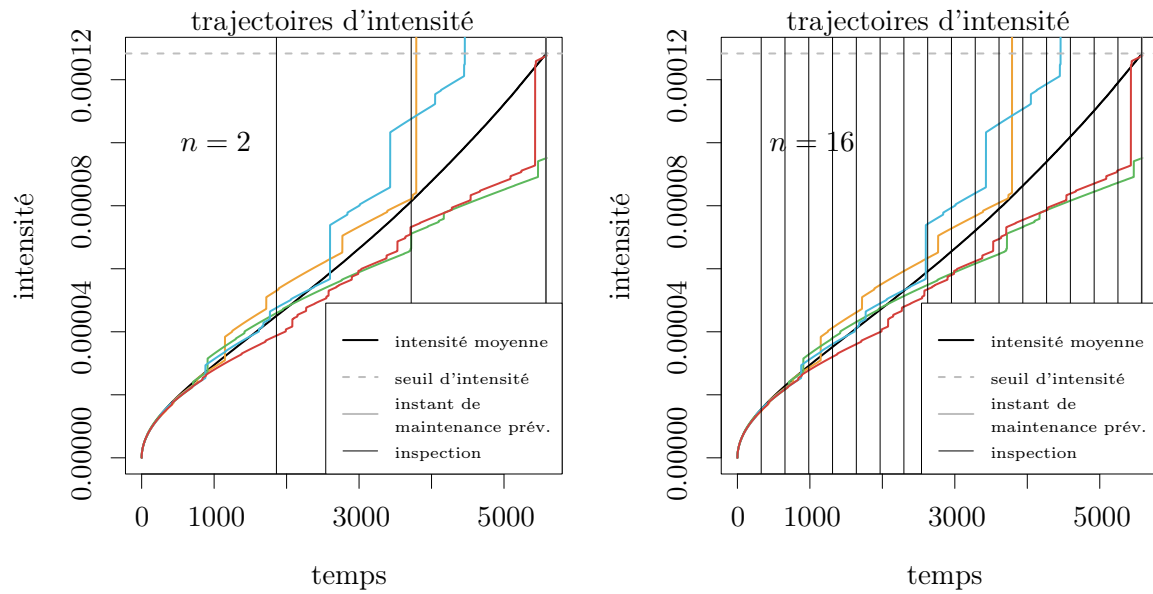 trajectoires d'intensité
intensité
0.00000
0.00004
0.00008
0.00012
n = 2
intensité moyenne
seuil d'intensité
instant de
maintenance prév.
inspection
0
1000
3000
5000
temps
trajectoires d'intensité
intensité
0.00000
0.00004
0.00008
0.00012
n = 16
intensité moyenne
seuil d'intensité
instant de
maintenance prév.
inspection
0
1000
3000
5000
temps